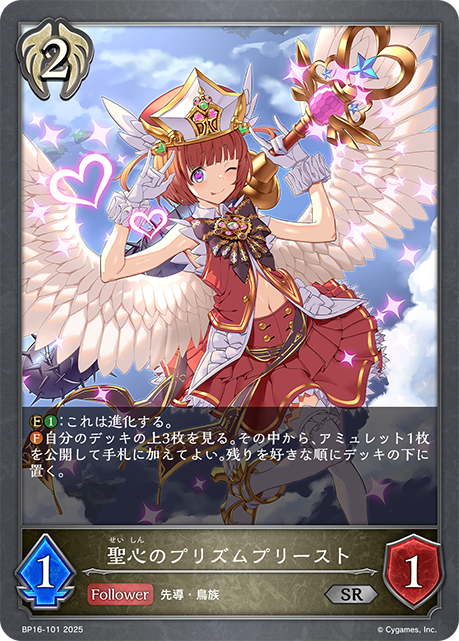 2
E 1:これは進化する。
F 自分のデッキの上3枚を見る。その中から、アミュレット1枚
を公開して手札に加えてよい。残りを好きな順にデッキの下に
置く。
せいしん
聖心のプリズムプリースト
1
Follower 先導・鳥族
SR
1
BP16-101 2025
© Cygames, Inc.